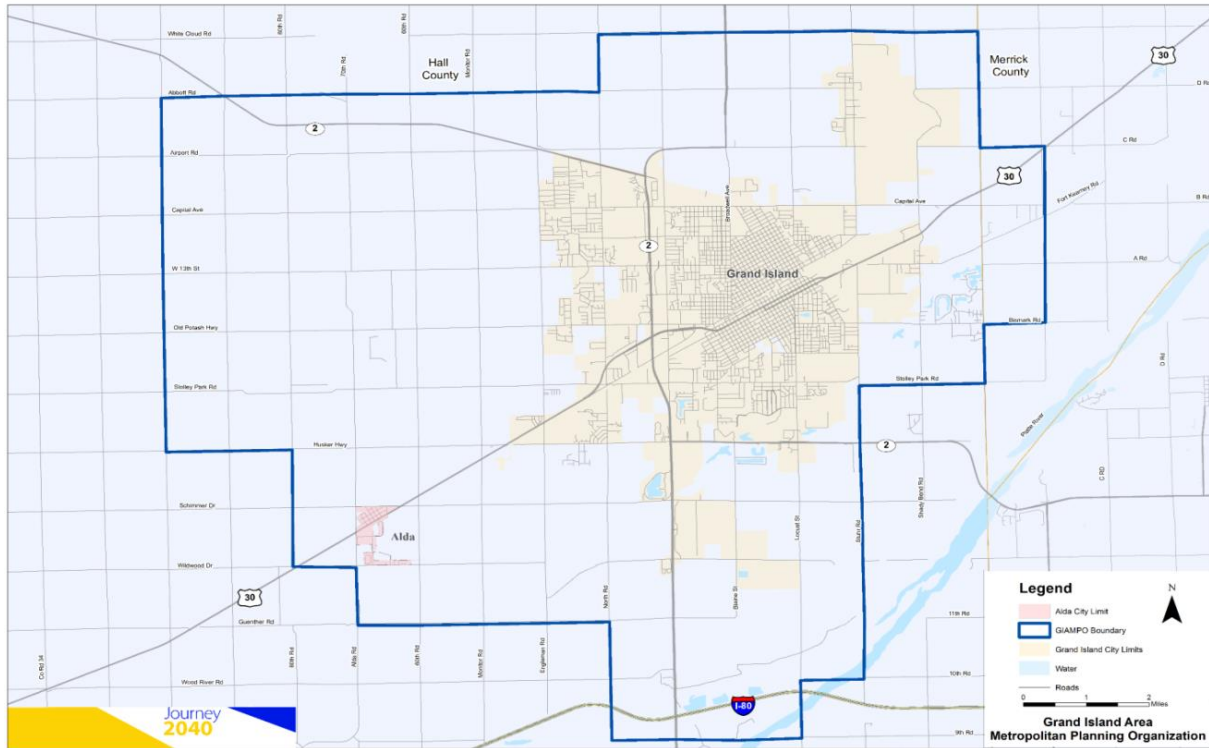 White Cloud Rd
80th Rd
70th Rd
60th Rd
Monitor Rd
Hall
County
Merrick
County
30
D Rd
Abbott Rd
2
C Rd
Airport Rd
30
Fort Kearney Rd
Capital Ave
Broadwell Ave
Capital Ave
B Rd
2
Grand Island
A Rd
W 13th St
Old Potash Hwy
Bismark Rd
Stolley Park Rd
Stolley Park Rd
D Rd
Platte River
Husker Hwy
2
C RD
Shady Bend Rd
Schimmer Dr
Alda
Locust St
Stuhr Rd
Wildwood Dr
30
Guenther Rd
North Rd
Blaine St
11th Rd
Co Rd 34
80th Rd
Alda Rd
60th Rd
Monitor Rd
Engleman Rd
Wood River Rd
10th Rd
I-80
9th Rd
Journey
2040
Legend
N
Alda City Limit
GIAMPO Boundary
Grand Island City Limits
Water
Roads
0 1 2
Miles
Grand Island Area
Metropolitan Planning Organization